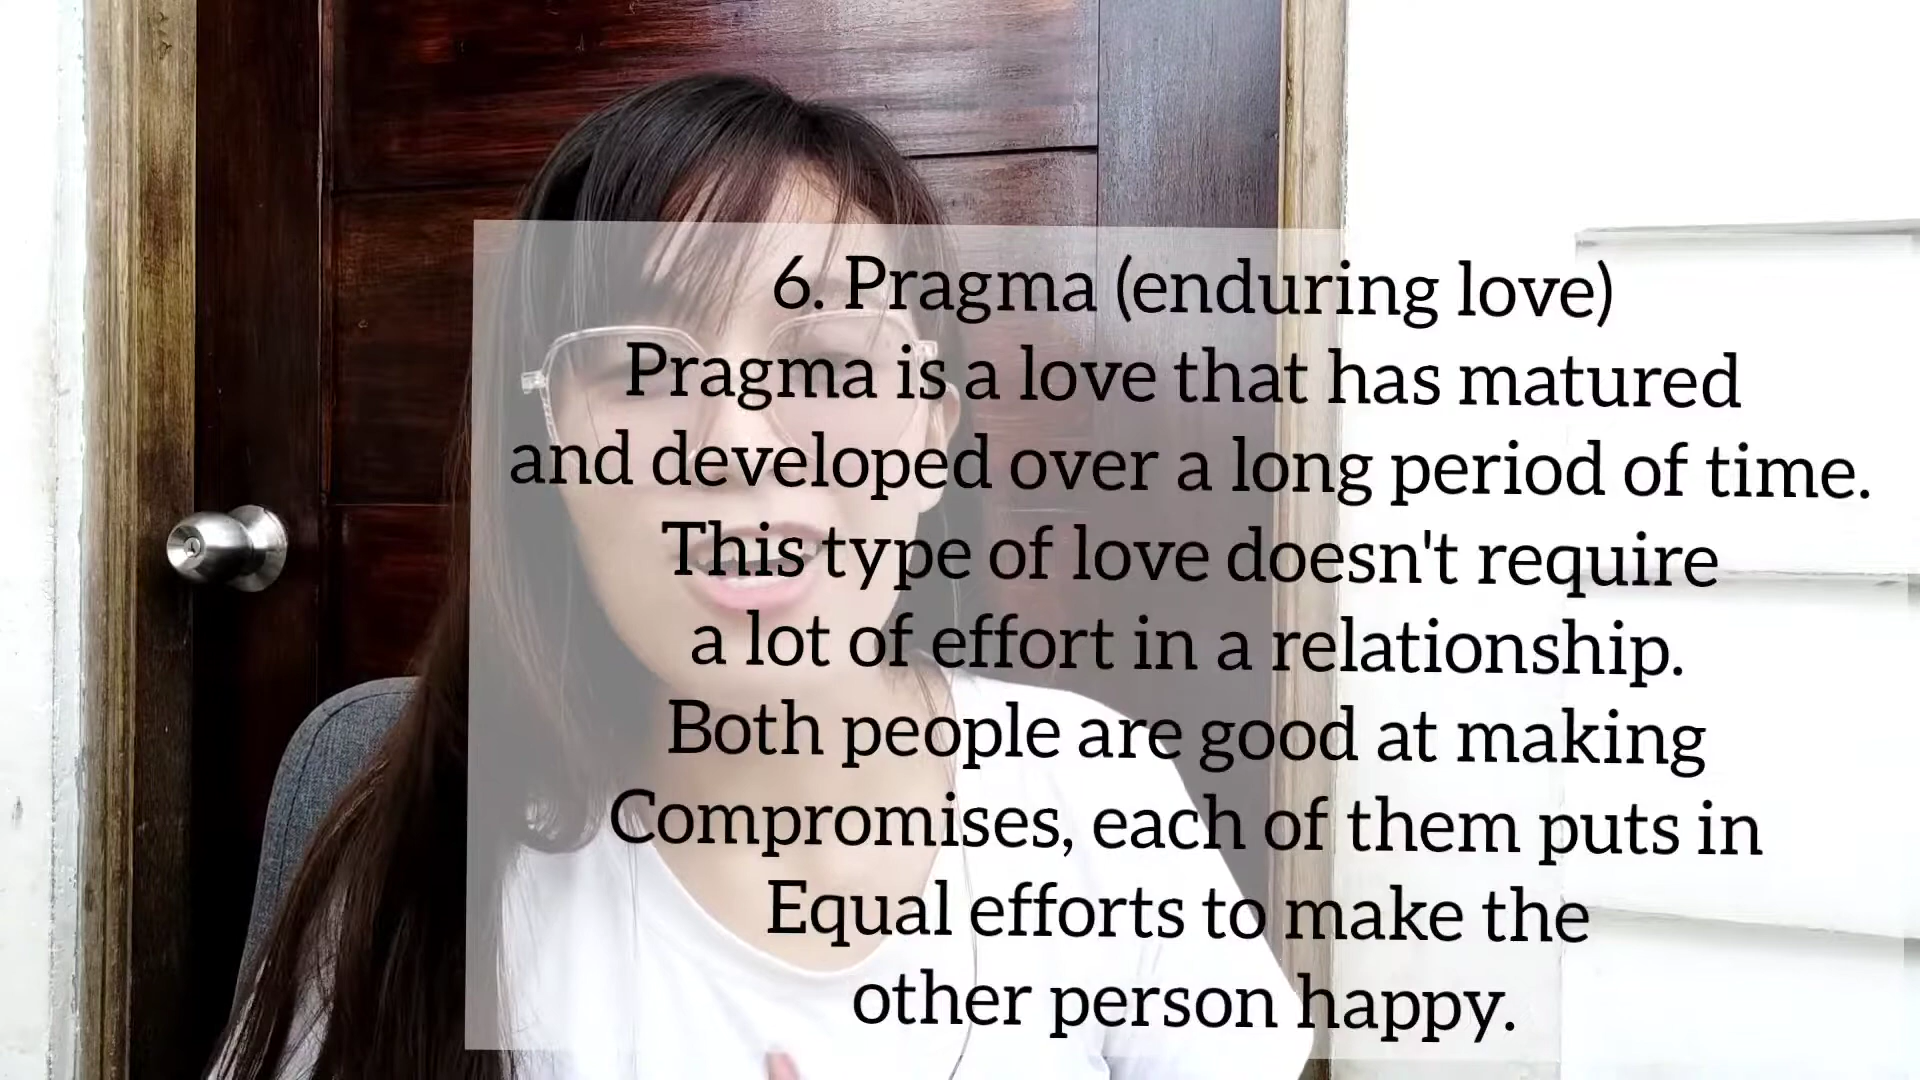 6. Pragma (enduring love)
Pragma is a love that has matured
and developed over a long period of time.
This type of love doesn't require
a lot of effort in a relationship.
Both people are good at making
Compromises, each of them puts in
Equal efforts to make the
other person happy.